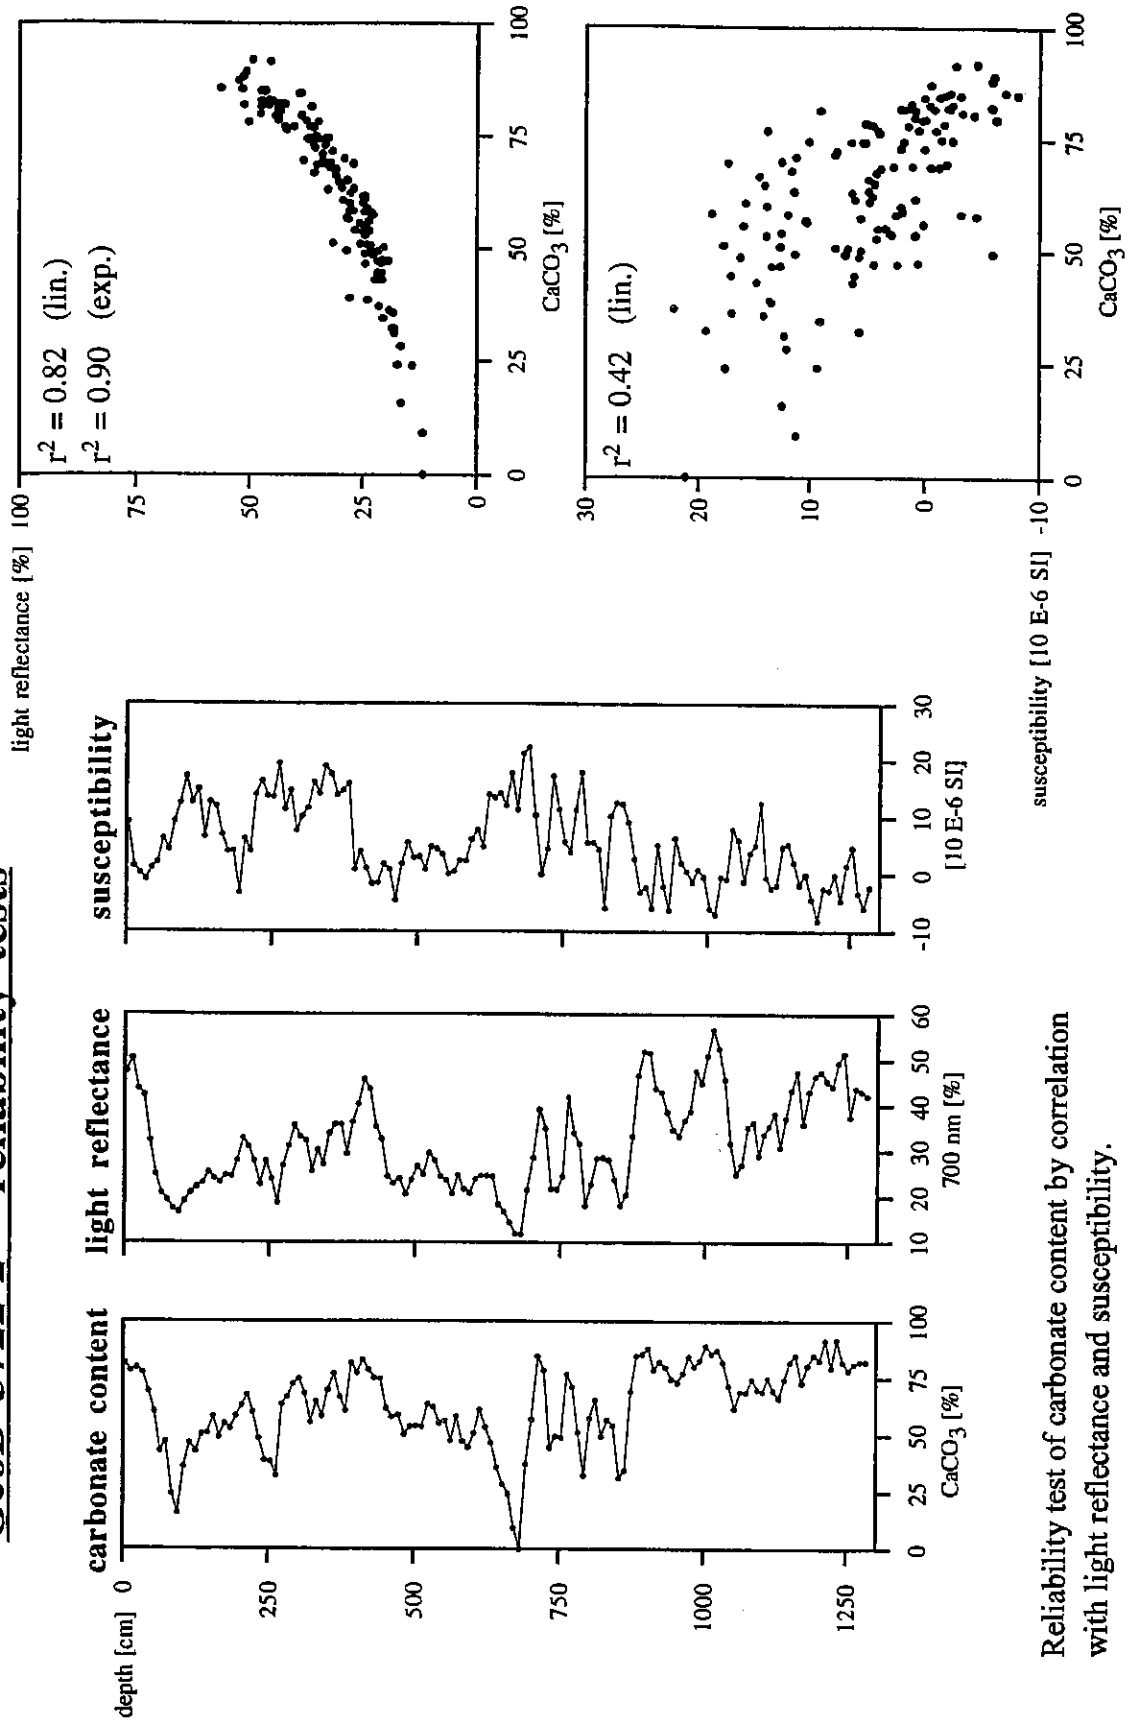 reliability tests
carbonate content
light reflectance
susceptibility
depth [cm]
0
250
500
750
1000
1250
0 25 50 75 100
CaCO3 [%]
10 20 30 40 50 60
700 nm [%]
-10 0 10 20 30
[10 E-6 SI]
light reflectance [%]
100
75
50
25
0
r2 = 0.82 (lin.)
r2 = 0.90 (exp.)
0 25 50 75 100
CaCO3 [%]
30
20
10
0
-10
susceptibility [10 E-6 SI]
r2 = 0.42 (lin.)
0 25 50 75 100
CaCO3 [%]
Reliability test of carbonate content by correlation
with light reflectance and susceptibility.